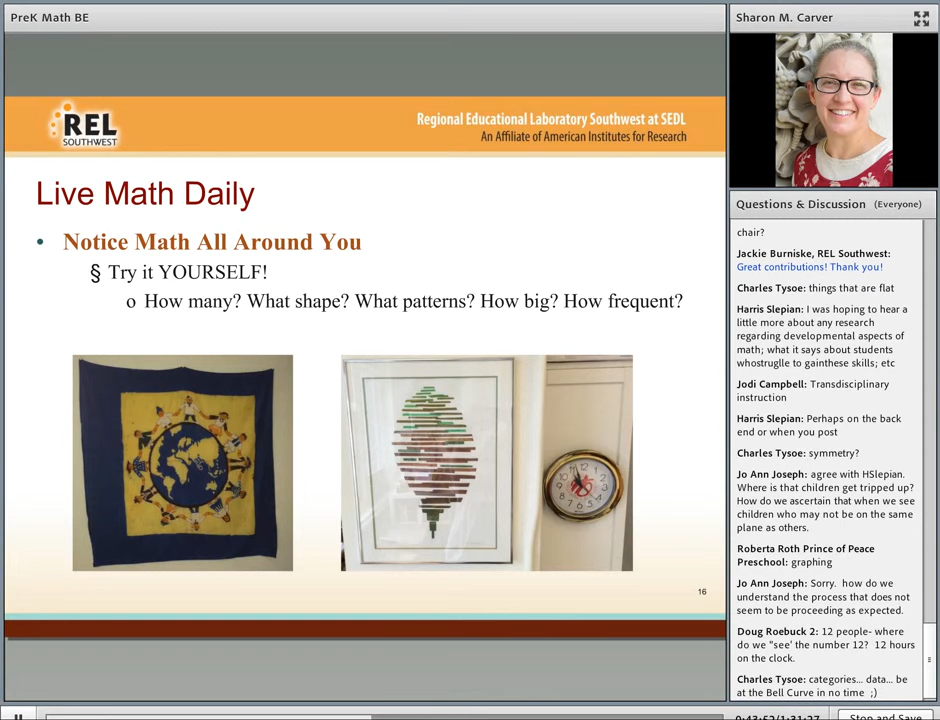 PreK Math BE
Sharon M. Carver
REL
SOUTHWEST
Regional Educational Laboratory Southwest at SEDL
An Affiliate of American Institutes for Research
Live Math Daily
• Notice Math All Around You
§ Try it YOURSELF!
o How many? What shape? What patterns? How big? How frequent?
16
Questions & Discussion (Everyone)
chair?
Jackie Burniske, REL Southwest:
Great contributions! Thank you!
Charles Tysoe: things that are flat
Harris Slepian: I was hoping to hear a
little more about any research
regarding developmental aspects of
math; what it says about students
whostruglle to gainthese skills; etc
Jodi Campbell: Transdisciplinary
instruction
Harris Slepian: Perhaps on the back
end or when you post
Charles Tysoe: symmetry?
Jo Ann Joseph: agree with HSlepian.
Where is that children get tripped up?
How do we ascertain that when we see
children who may not be on the same
plane as others.
Roberta Roth Prince of Peace
Preschool: graphing
Jo Ann Joseph: Sorry. how do we
understand the process that does not
seem to be proceeding as expected.
Doug Roebuck 2: 12 people- where
do we "see' the number 12? 12 hours
on the clock.
Charles Tysoe: categories... data... be
at the Bell Curve in no time ;)
0:43:52/1:31:27
Stop and Save